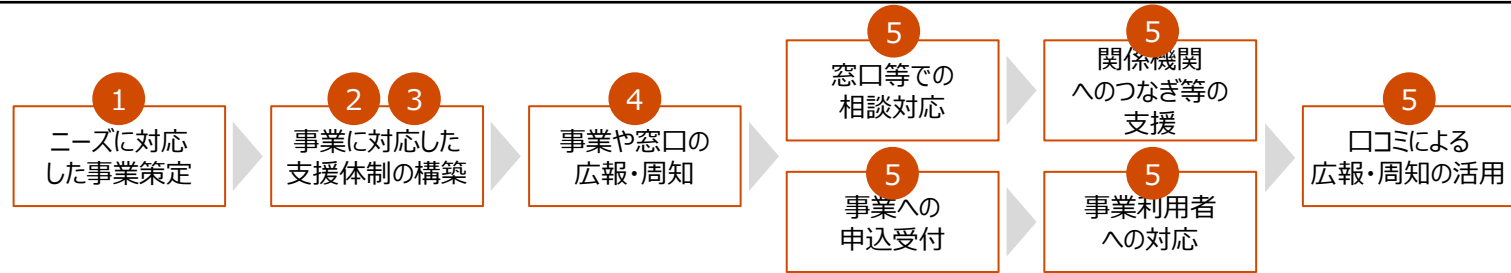 1
ニーズに対応
した事業策定
2 3
事業に対応した
支援体制の構築
4
事業や窓口の
広報・周知
5
窓口等での
相談対応
5
関係機関
へのつなぎ等の
支援
5
事業への
申込受付
5
事業利用者
への対応
5
口コミによる
広報・周知の活用